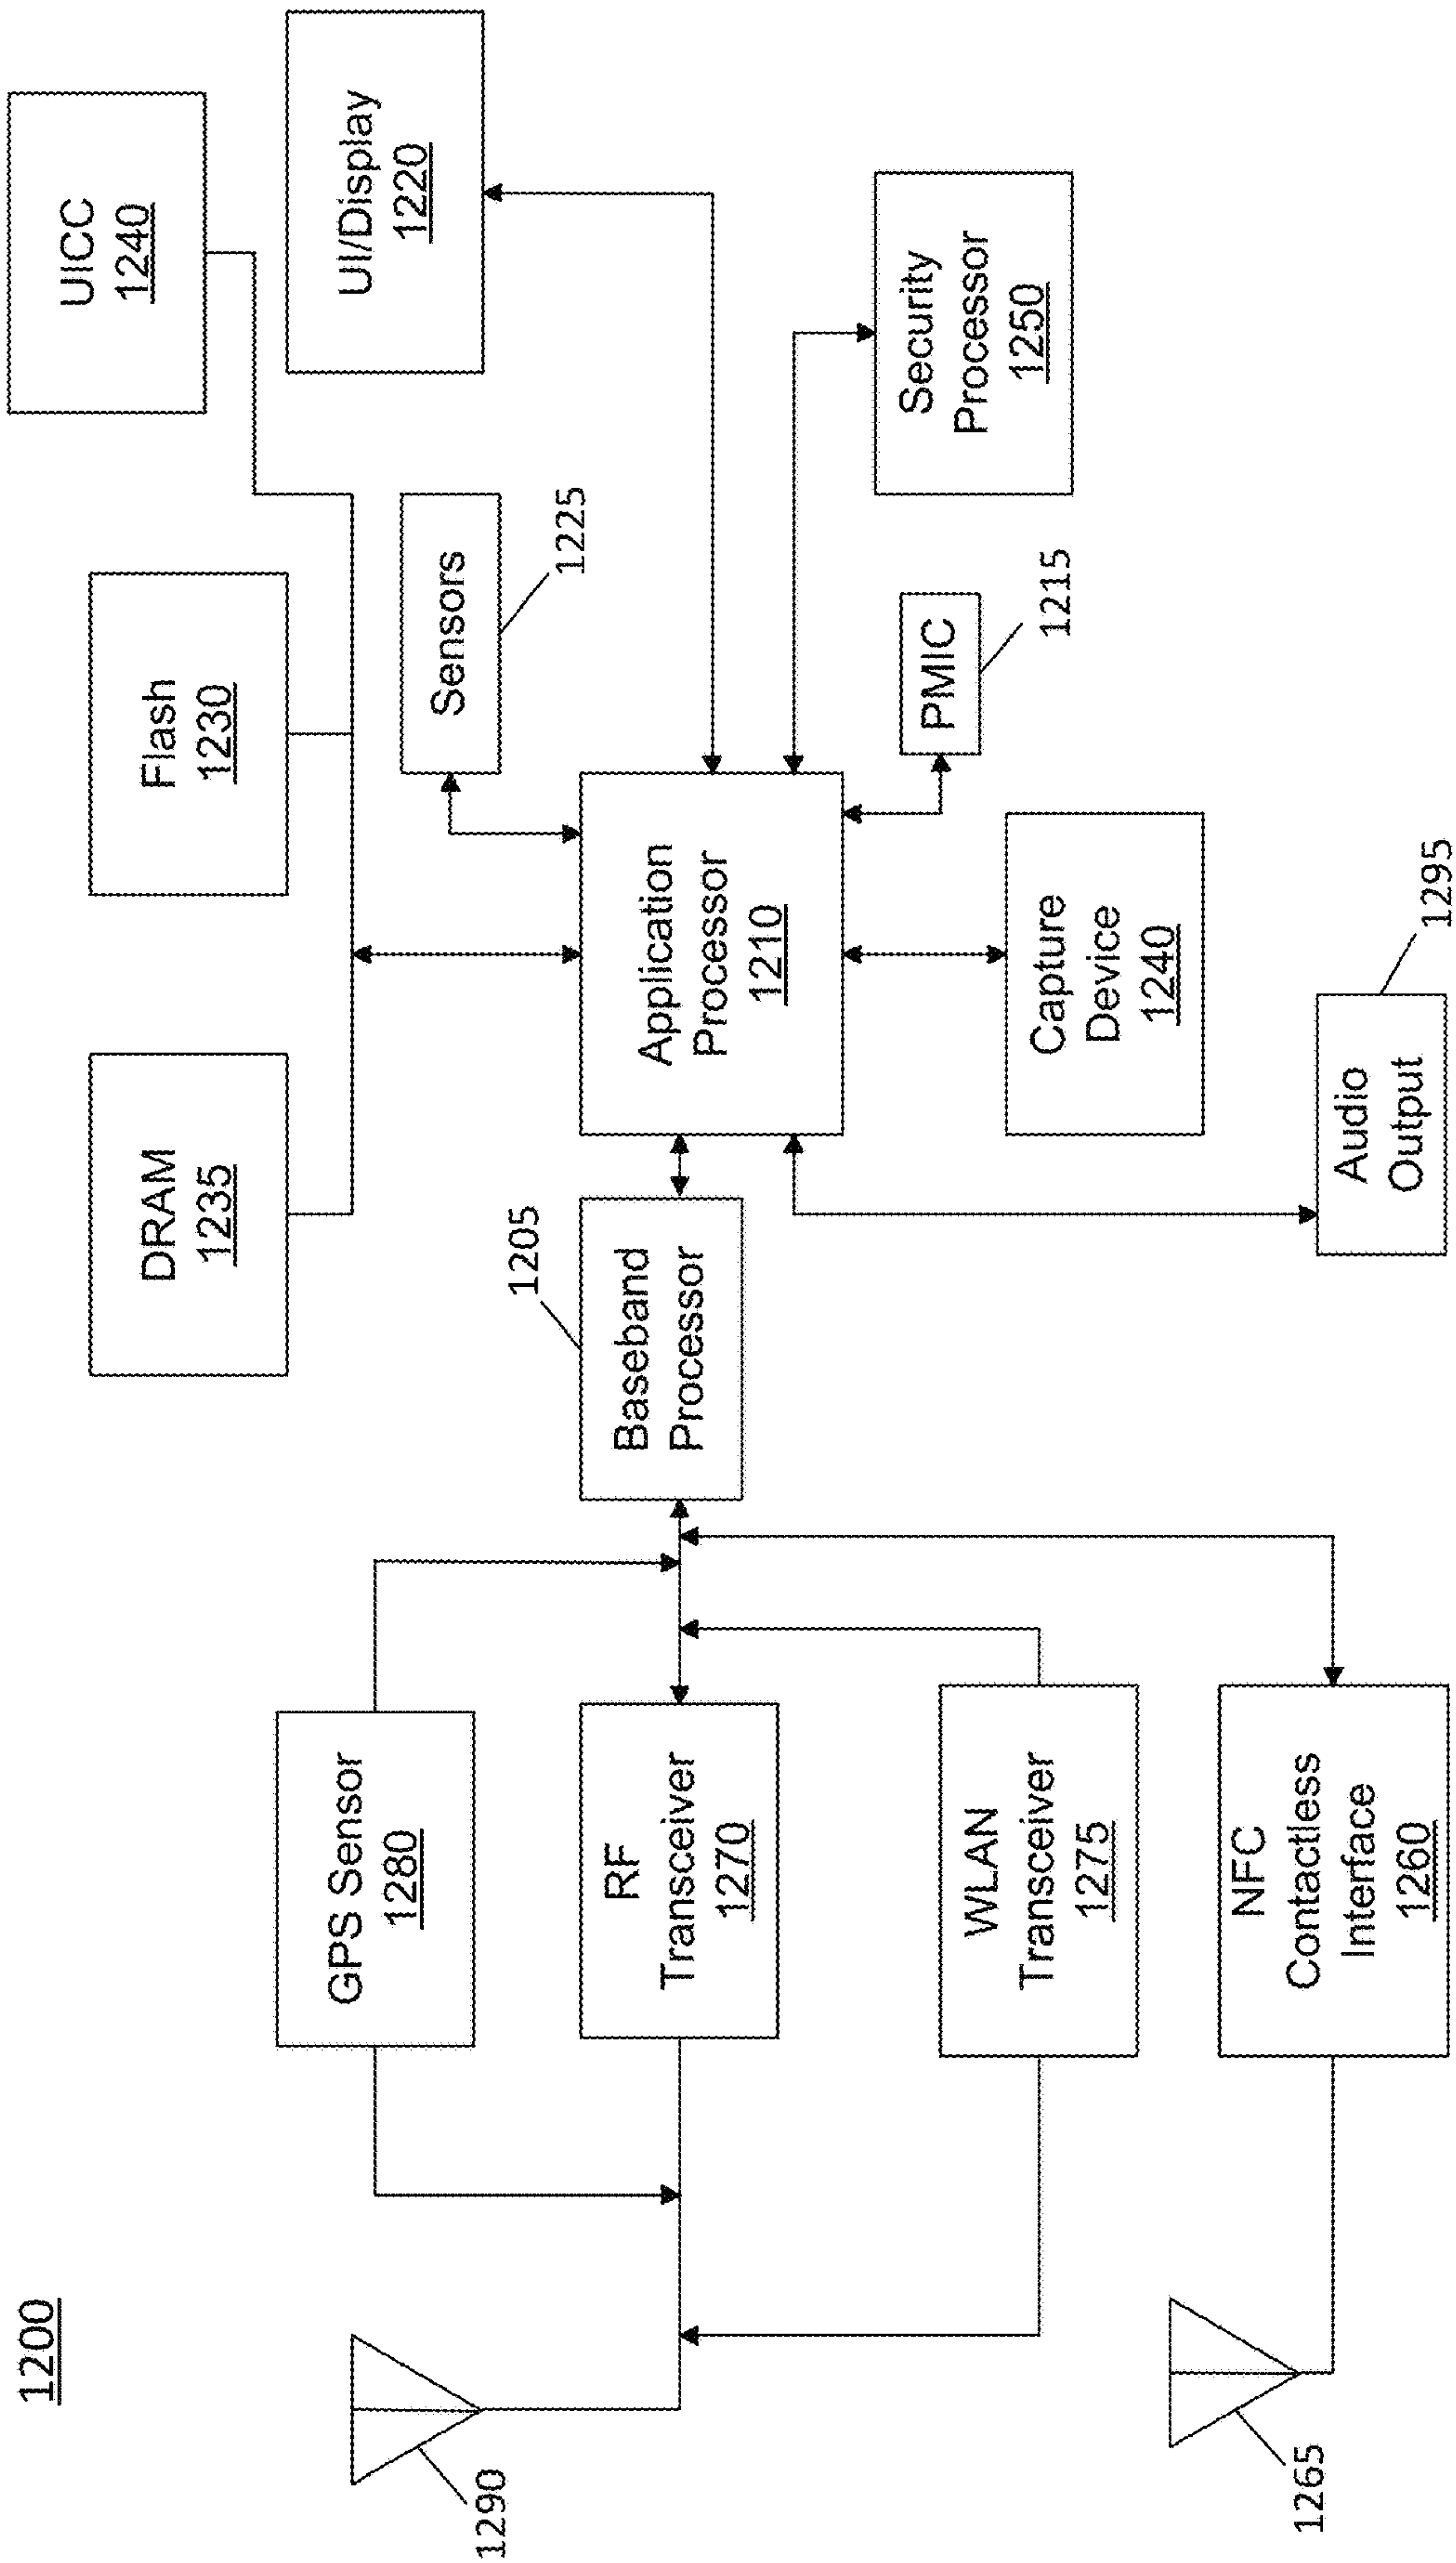 1200
UICC
1240
DRAM
1235
Flash
1230
UI/Display
1220
GPS Sensor
1280
Sensors
1225
1290
1205
RF
Transceiver
1270
Baseband
Processor
Application
Processor
1210
Security
Processor
1250
PMIC
1215
WLAN
Transceiver
1275
Capture
Device
1240
1265
NFC
Contactless
Interface
1260
Audio
Output
1295